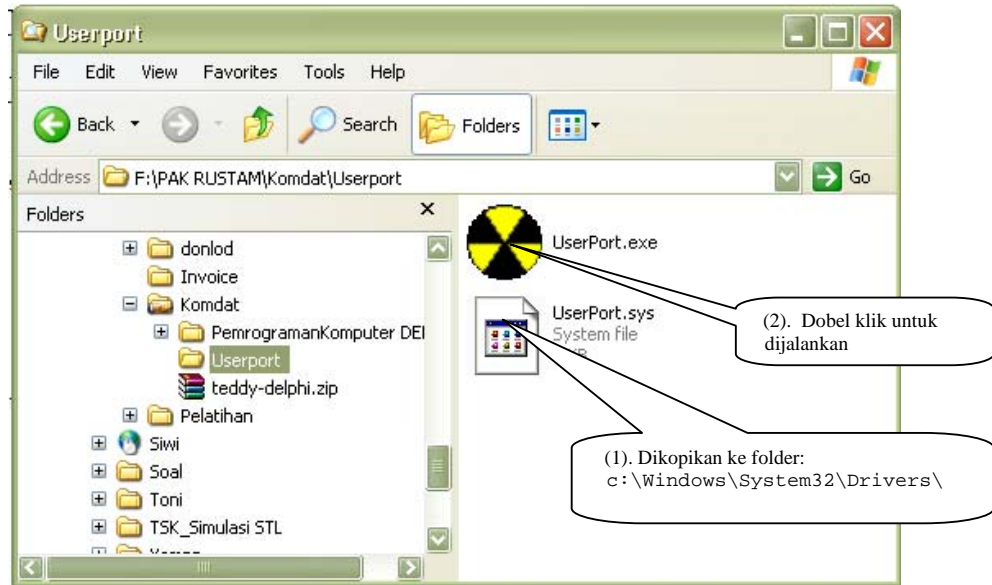 Userport
File Edit View Favorites Tools Help
Back Search Folders
Address F:\PAK RUSTAM\Komdat\Userport Go
Folders
donlod
Invoice
Komdat
PemrogramanKomputer DEI
Userport
teddy-delphi.zip
Pelatihan
Siwi
Soal
Toni
TSK_Simulasi STL
UserPort.exe
UserPort.sys
System file
(2). Dobel klik untuk
dijalankan
(1). Dikopikan ke folder:
c:\Windows\System32\Drivers\